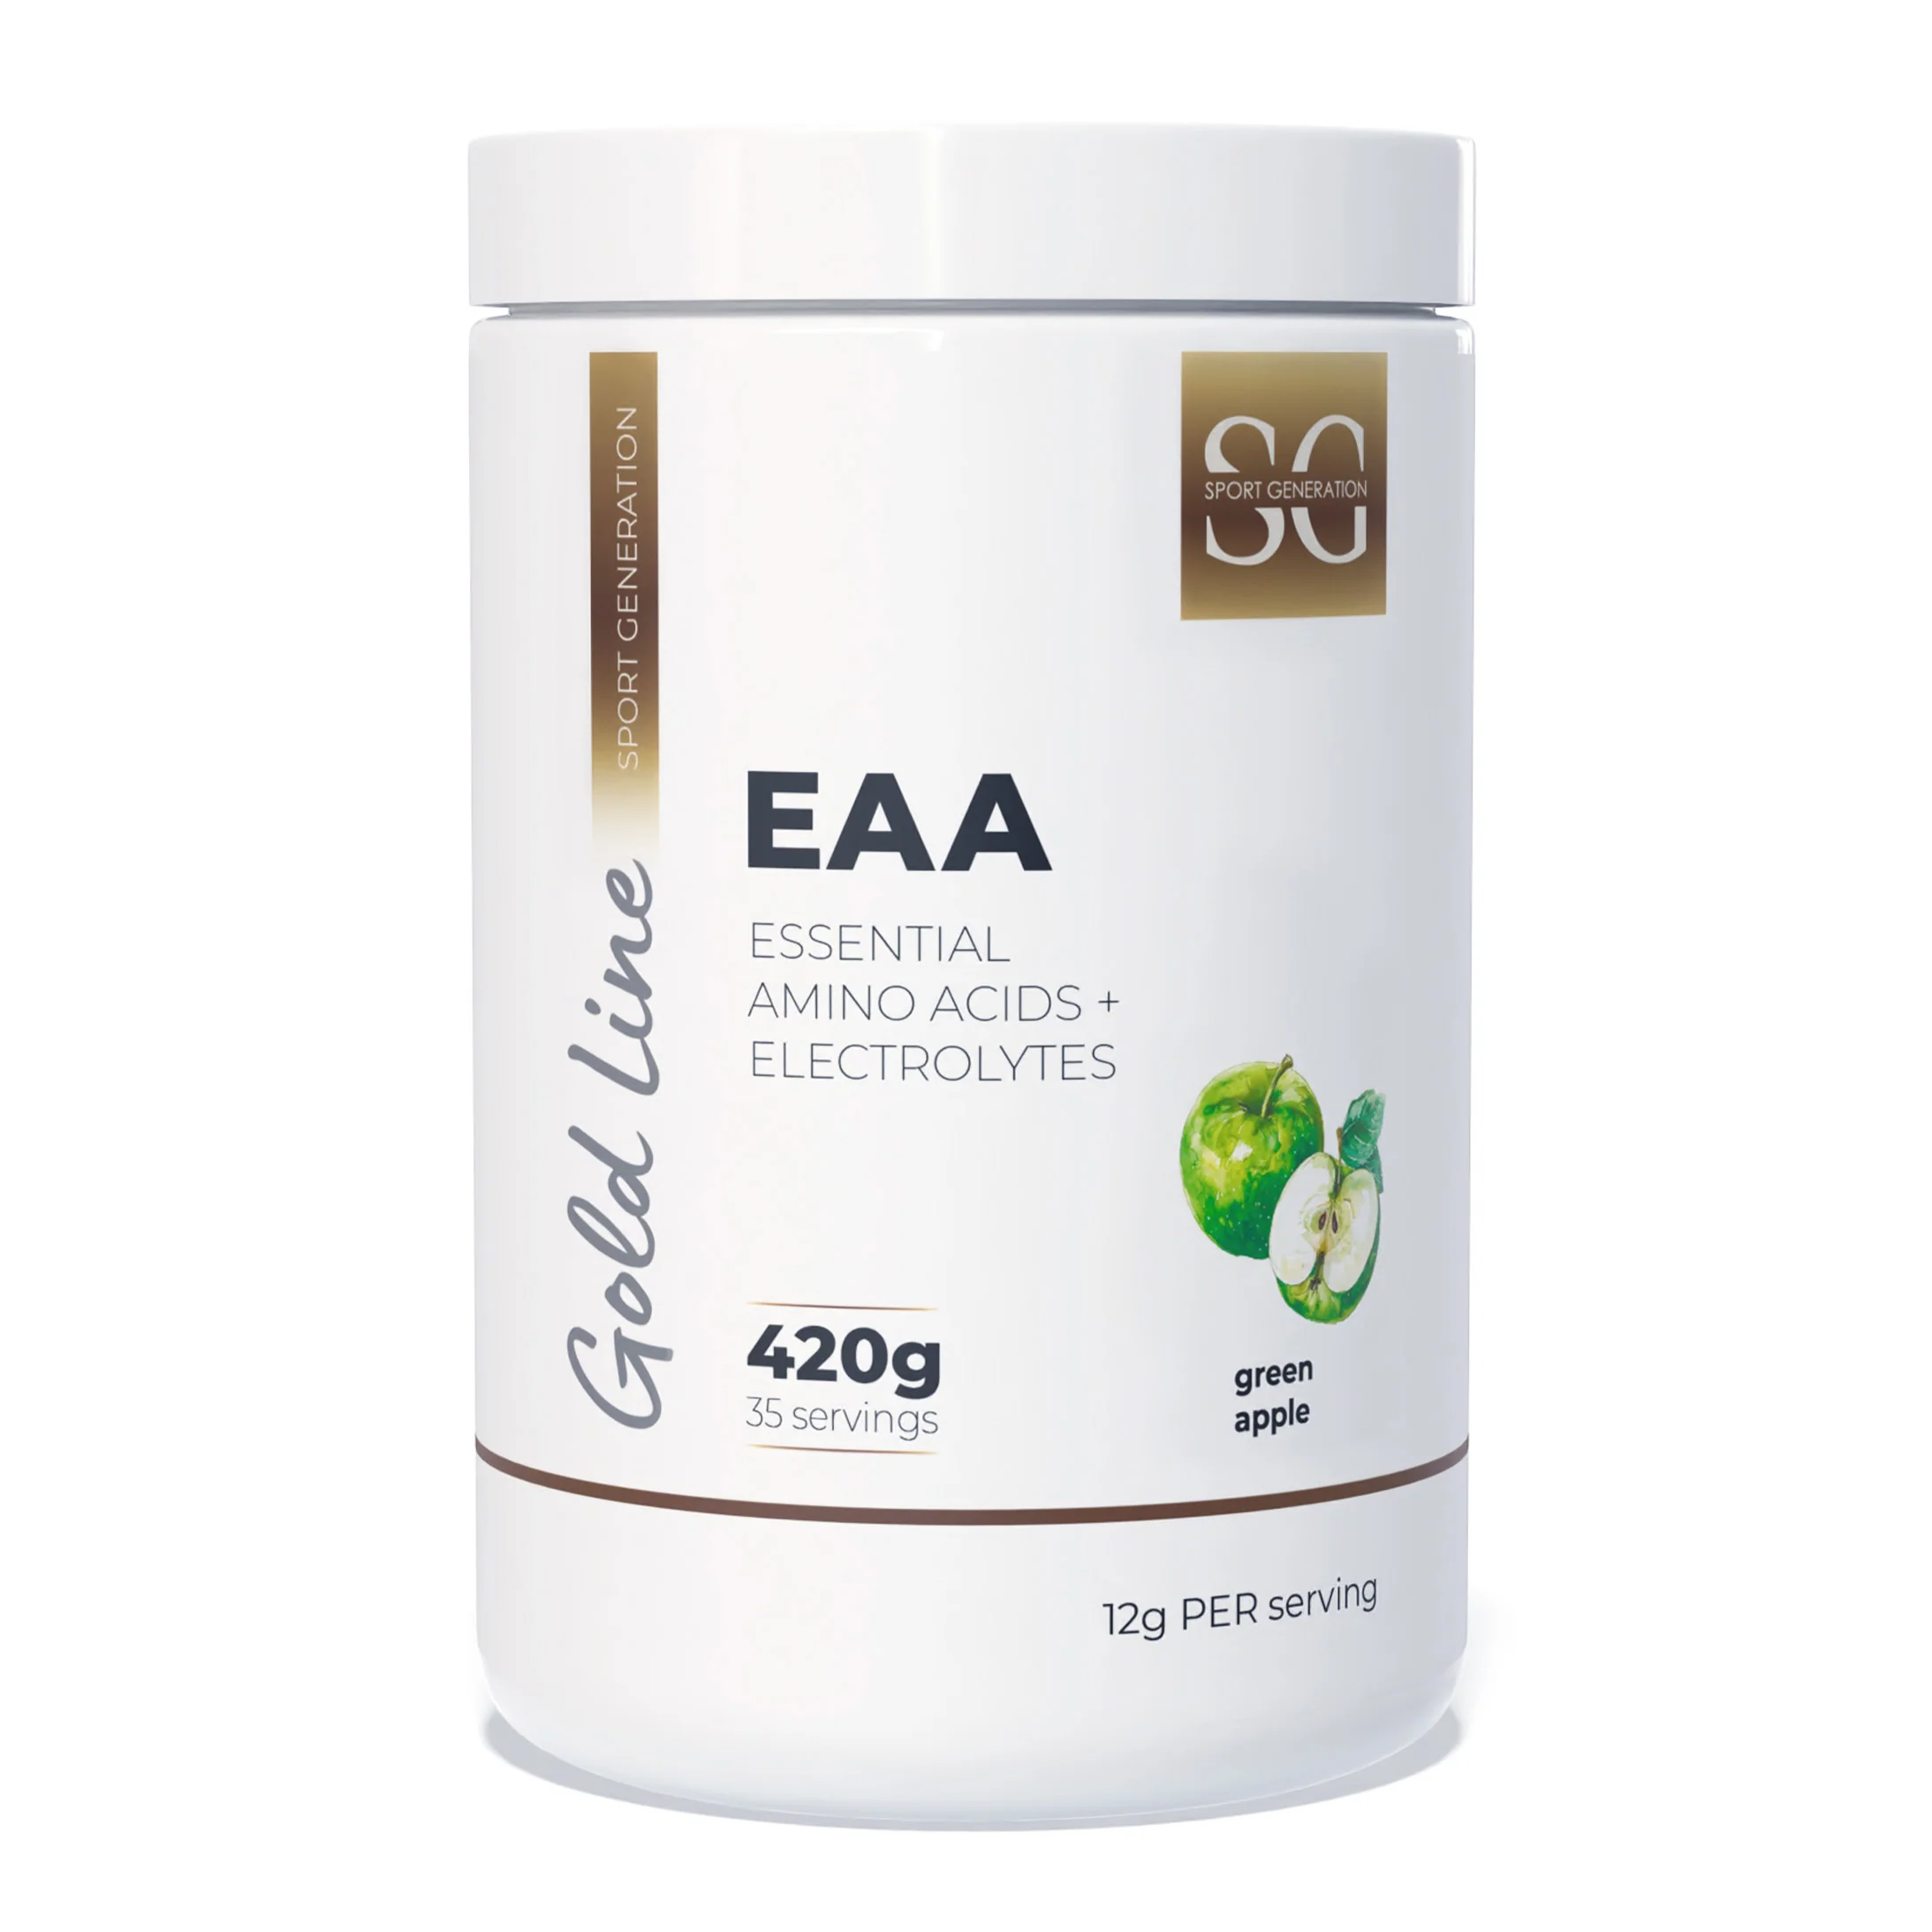 SPORT GENERATION
Gold Line
SG
SPORT GENERATION
EAA
ESSENTIAL
AMINO ACIDS +
ELECTROLYTES
420g
35 servings
green
apple
12g PER serving